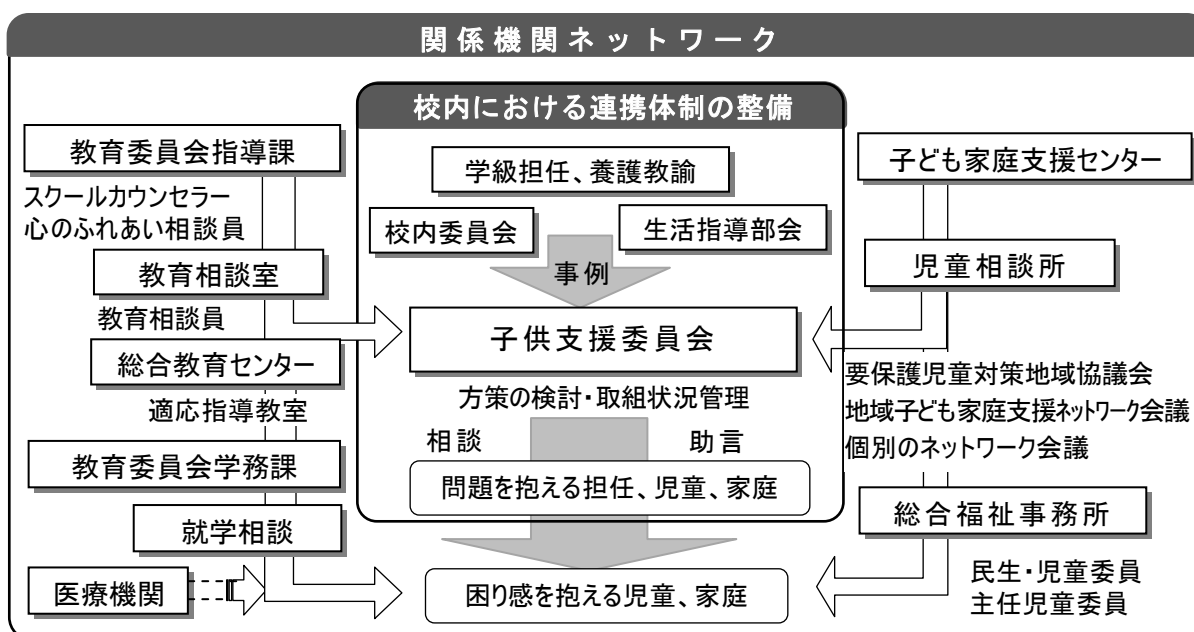 関係機関ネットワーク
校内における連携体制の整備
教育委員会指導課
スクールカウンセラー
心のふれあい相談員
教育相談室
教育相談員
総合教育センター
適応指導教室
教育委員会学務課
就学相談
医療機関
学級担任、養護教諭
校内委員会
生活指導部会
事例
子供支援委員会
方策の検討・取組状況管理
相談
助言
問題を抱える担任、児童、家庭
困り感を抱える児童、家庭
子ども家庭支援センター
児童相談所
要保護児童対策地域協議会
地域子ども家庭支援ネットワーク会議
個別のネットワーク会議
総合福祉事務所
民生・児童委員
主任児童委員